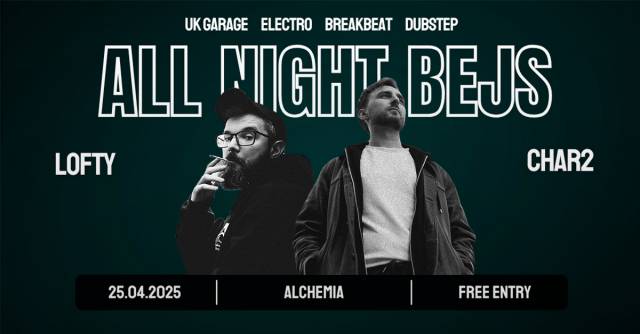 UK GARAGE ELECTRO BREAKBEAT DUBSTEP
ALL NIGHT BEJS
LOFTY
CHAR2
25.04.2025 ALCHEMIA FREE ENTRY